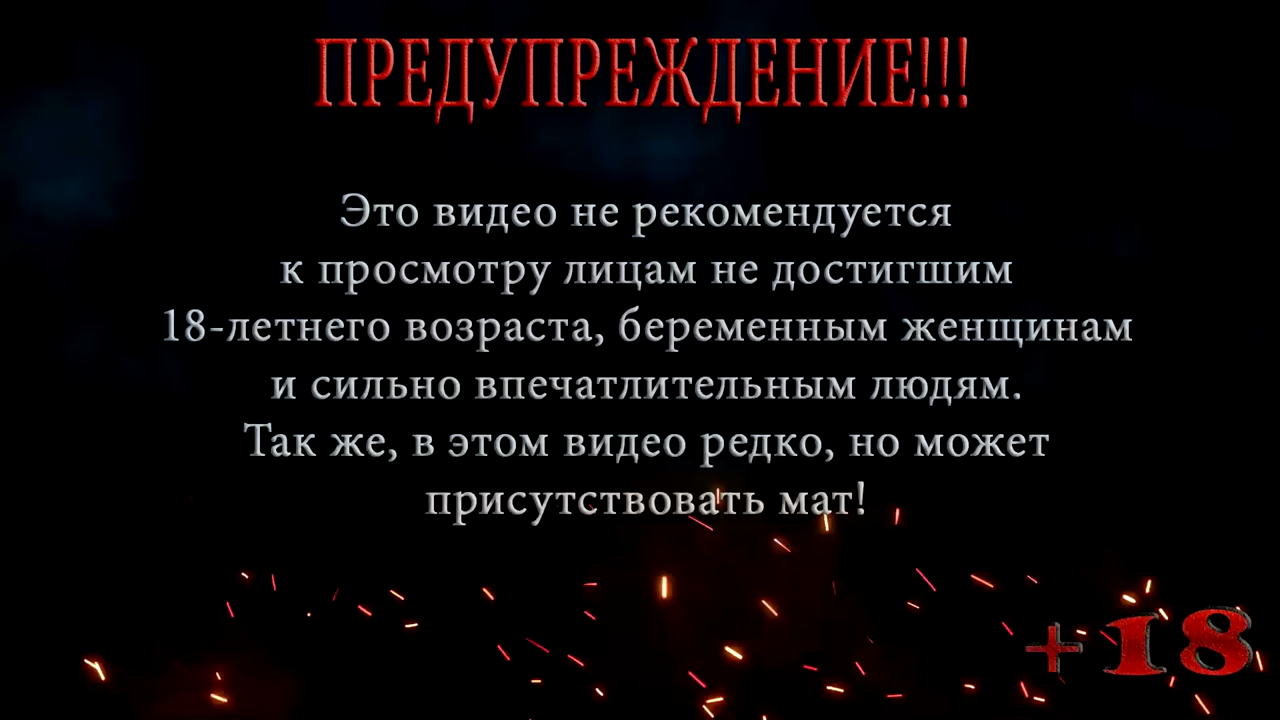 ПРЕДУПРЕЖДЕНИЕ!!!
Это видео не рекомендуется
к просмотру лицам не достигшим
18-летнего возраста, беременным женщинам
и сильно впечатлительным людям.
Так же, в этом видео редко, но может
присутствовать мат!
+18